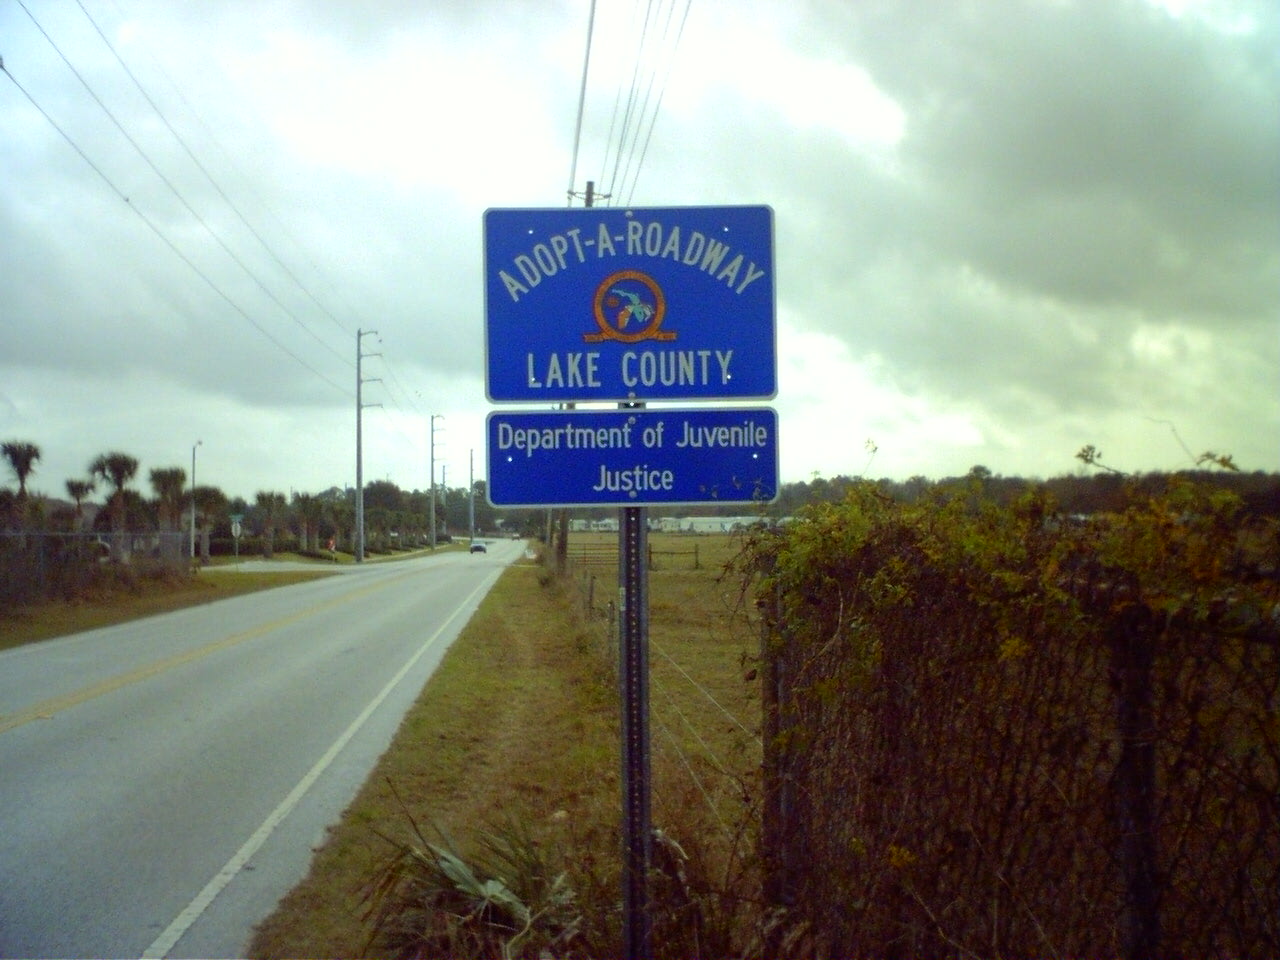 ADOPT-A-ROADWAY
LAKE COUNTY
Department of Juvenile
Justice